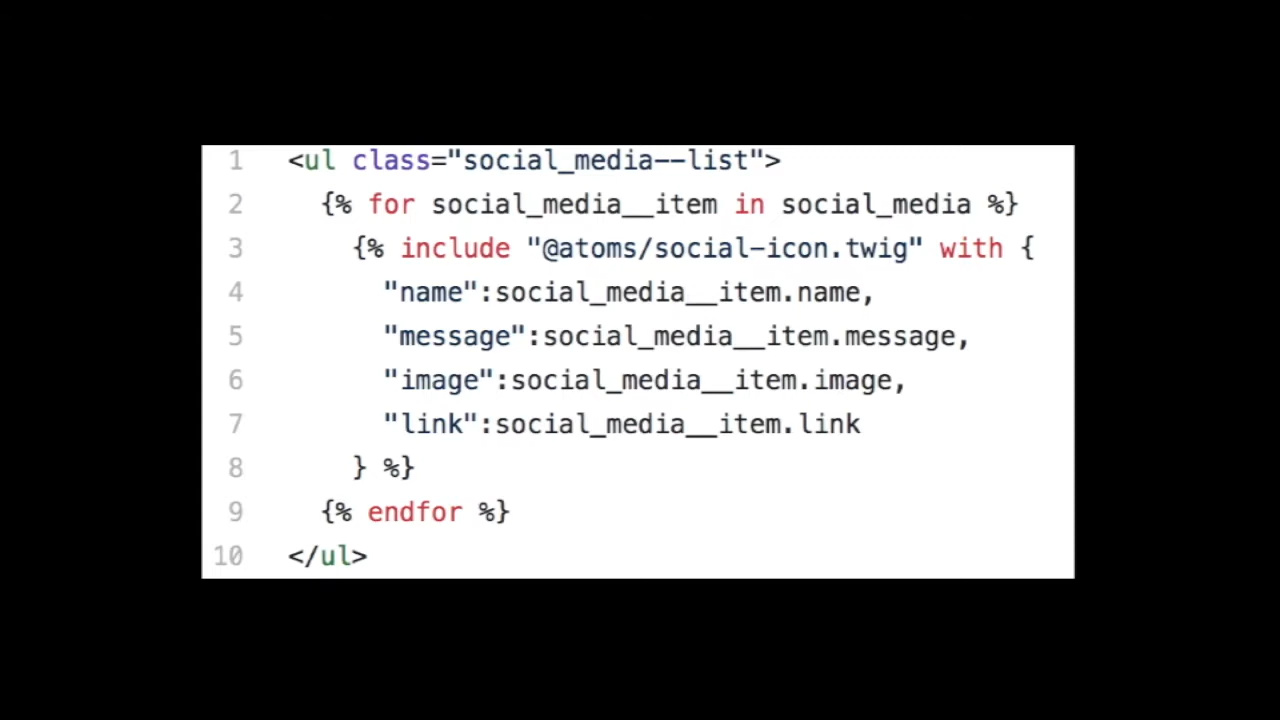 1 <ul class="social_media--list">
2 {% for social_media__item in social_media %}
3 {% include "@atoms/social-icon.twig" with {
4 "name":social_media__item.name,
5 "message":social_media__item.message,
6 "image":social_media__item.image,
7 "link":social_media__item.link
8 } %}
9 {% endfor %}
10 </ul>